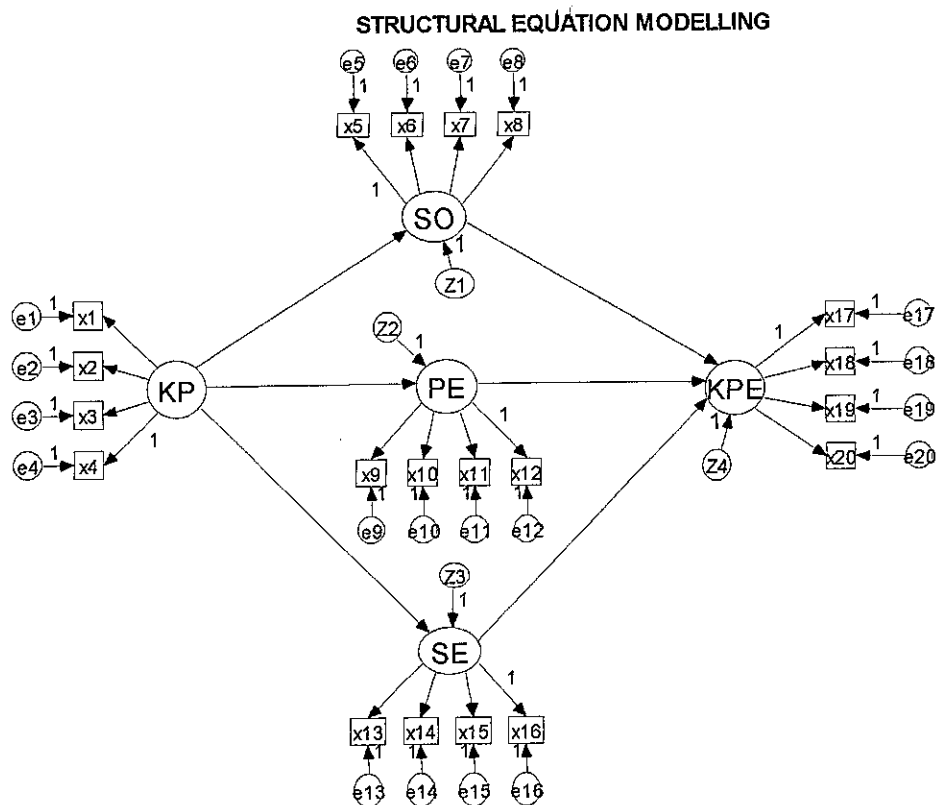 STRUCTURAL EQUATION MODELLING
e5 e6 e7 e8
1 1 1 1
x5 x6 x7 x8
1
SO
1
Z1
e1 1 x1
e2 1 x2
e3 1 x3
e4 1 x4
1
KP
Z2
1
PE
1
x9 x10 x11 x12
1 1 1 1
e9 e10 e11 e12
Z3
1
SE
1
x13 x14 x15 x16
1 1 1 1
e13 e14 e15 e16
KPE
1
1
Z4
x17 1 e17
x18 1 e18
x19 1 e19
x20 1 e20